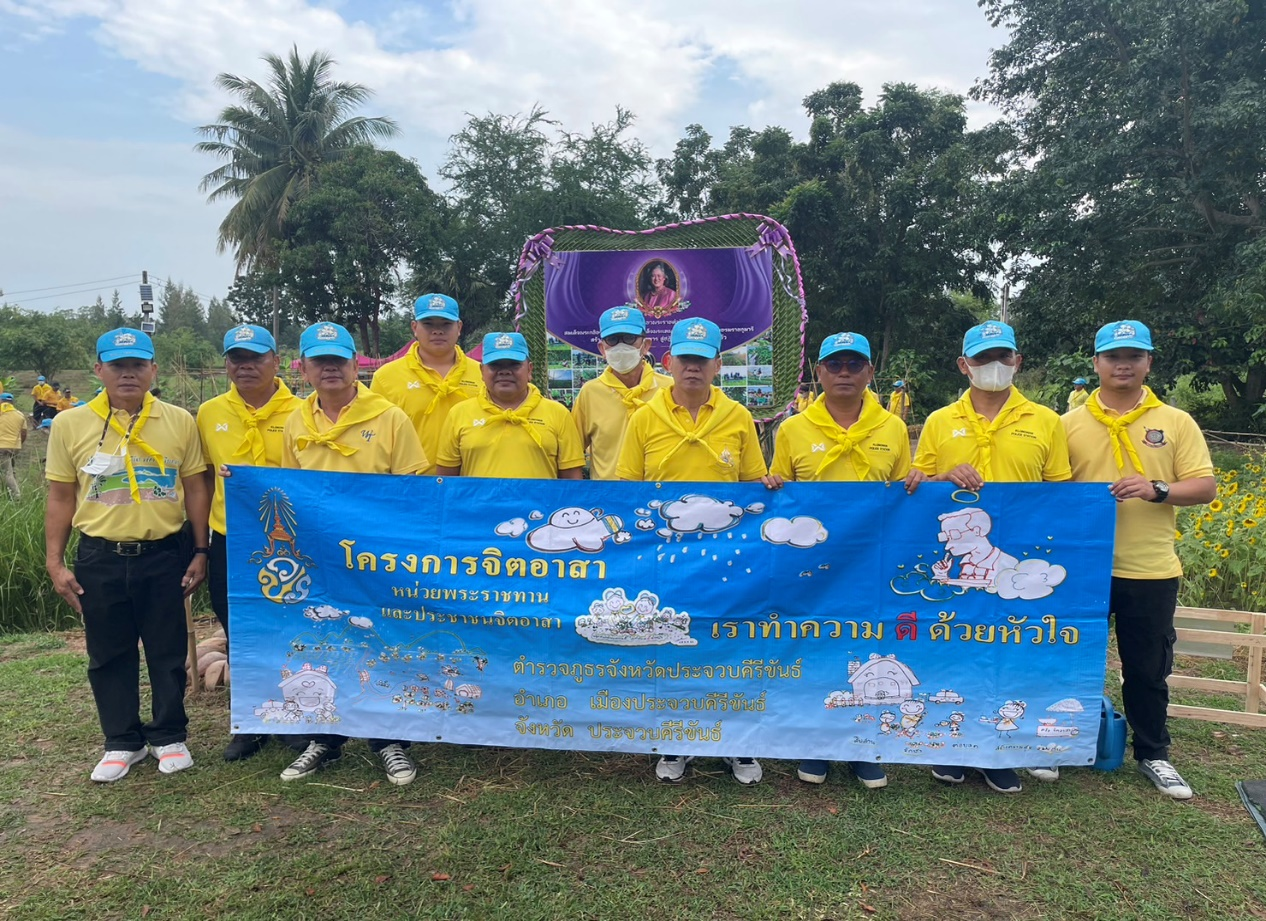 โครงการจิตอาสา
หน่วยพระราชทาน
และประชาชนจิตอาสา
เราทำความ ดี ด้วยหัวใจ
ตำรวจภูธรจังหวัดประจวบคีรีขันธ์
อำเภอ เมืองประจวบคีรีขันธ์
จังหวัด ประจวบคีรีขันธ์